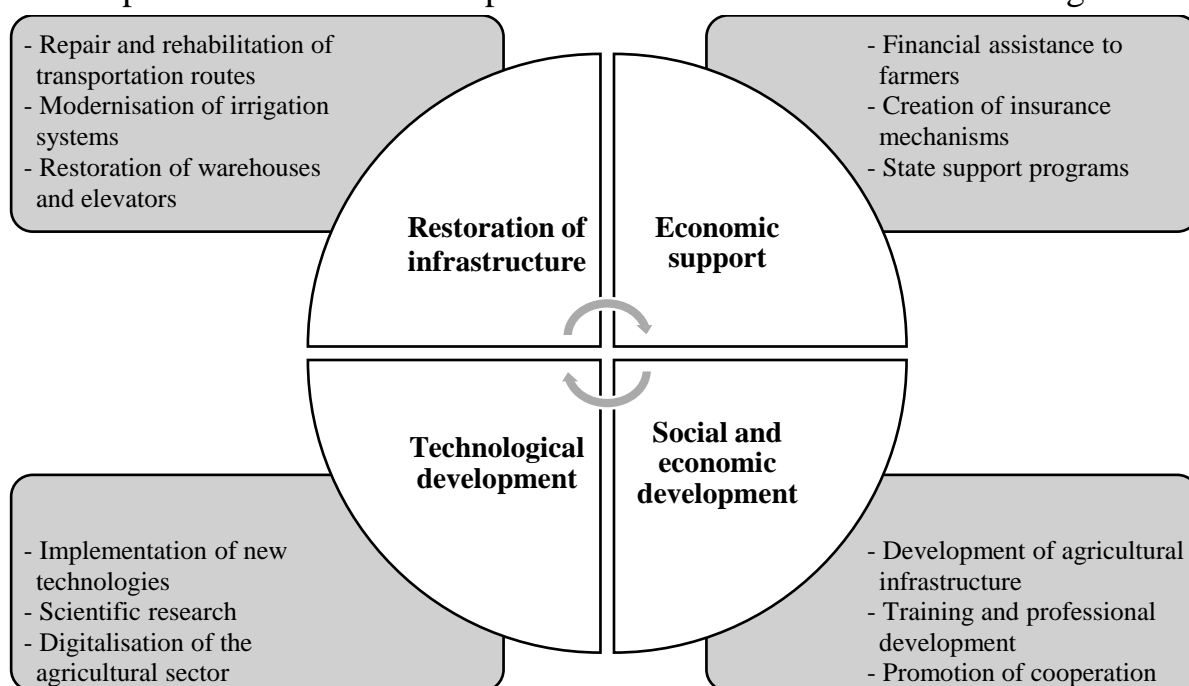 - Repair and rehabilitation of
transportation routes
- Modernisation of irrigation
systems
- Restoration of warehouses
and elevators
- Financial assistance to
farmers
- Creation of insurance
mechanisms
- State support programs
Restoration of
infrastructure
Economic
support
Technological
development
Social and
economic
development
- Implementation of new
technologies
- Scientific research
- Digitalisation of the
agricultural sector
- Development of agricultural
infrastructure
- Training and professional
development
- Promotion of cooperation